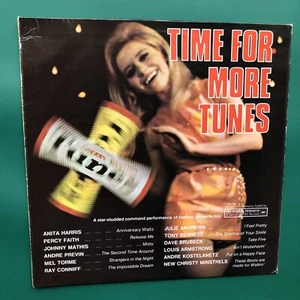 TIME FOR
MORE
TUNES
A star-studded command performance of fantastic
ANITA HARRIS . . . . Anniversary Waltz
PERCY FAITH . . . . Release Me
JOHNNY MATHIS . . . . Misty
ANDRE PREVIN . . . The Second Time Around
MEL TORME . . . Strangers in the Night
RAY CONNIFF . . . The Impossible Dream
JULIE ANDREWS . . . I Feel Pretty
TONY BENNETT . . . The Shadow of Your Smile
DAVE BRUBECK . . . Take Five
LOUIS ARMSTRONG . . . Ain't Misbehavin'
ANDRE KOSTELANETZ . . . Put on a Happy Face
NEW CHRISTY MINSTRELS . . . These Boots are
made for Walkin'